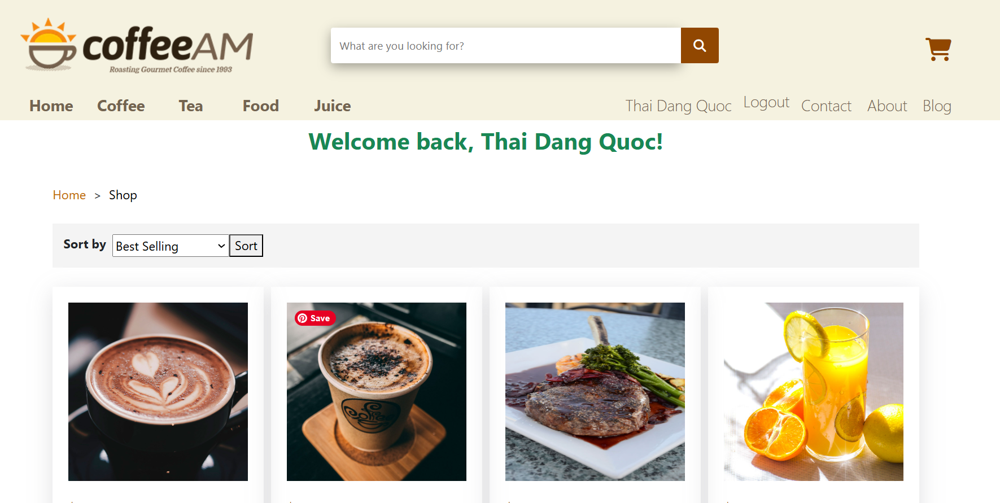 coffeeAM
Roasting Gourmet Coffee since 1993
What are you looking for?
Home Coffee Tea Food Juice
Thai Dang Quoc Logout Contact About Blog
Welcome back, Thai Dang Quoc!
Home > Shop
Sort by Best Selling Sort
Save
Coffee